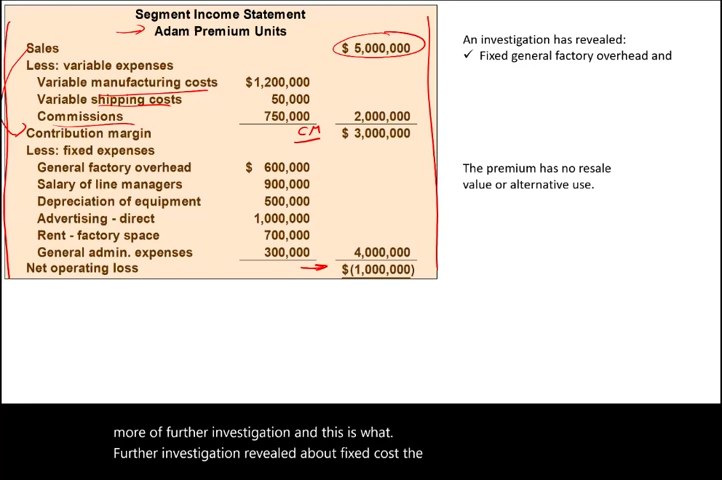 Segment Income Statement
Adam Premium Units
Sales $ 5,000,000
Less: variable expenses
Variable manufacturing costs $1,200,000
Variable shipping costs 50,000
Commissions 750,000 2,000,000
Contribution margin CM $ 3,000,000
Less: fixed expenses
General factory overhead $ 600,000
Salary of line managers 900,000
Depreciation of equipment 500,000
Advertising - direct 1,000,000
Rent - factory space 700,000
General admin. expenses 300,000 4,000,000
Net operating loss $(1,000,000)
An investigation has revealed:
✓ Fixed general factory overhead and
The premium has no resale
value or alternative use.
more of further investigation and this is what.
Further investigation revealed about fixed cost the